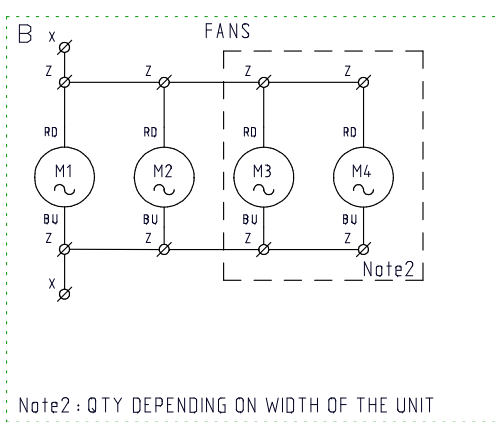 B X FANS
Z Z Z Z
RD RD RD RD
M1 M2 M3 M4
BU BU BU BU
Z Z Z Z
Note2
X
Note2 : QTY DEPENDING ON WIDTH OF THE UNIT